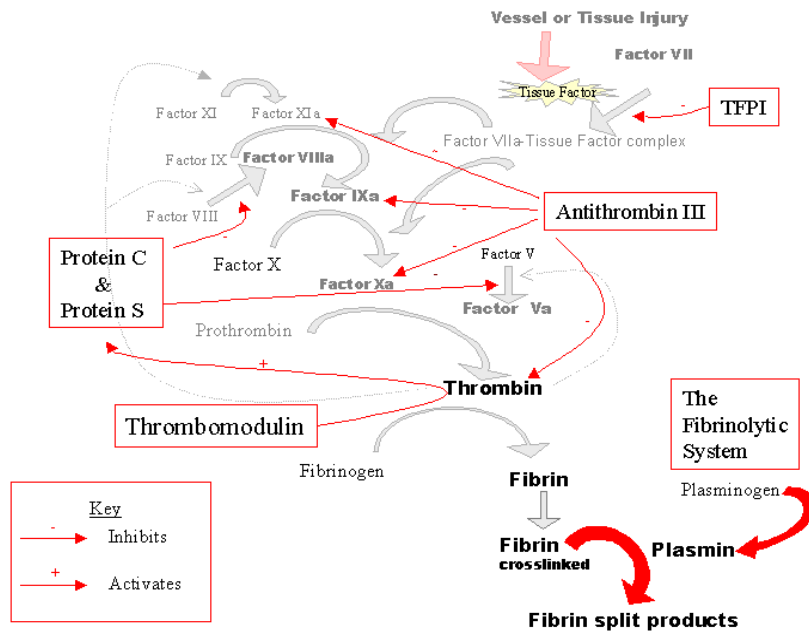 Vessel or Tissue Injury
Factor VII
Tissue Factor
TFPI
-
Factor XI
Factor XIa
Factor VIIa-Tissue Factor complex
-
Factor IX
Factor VIIIa
Factor IXa
-
Antithrombin III
Factor VIII
-
Protein C
&
Protein S
Factor X
Factor V
-
Factor Xa
-
Factor Va
Prothrombin
-
+
Thrombin
Thrombomodulin
The
Fibrinolytic
System
Fibrinogen
Fibrin
Plasminogen
Key
-
Inhibits
+
Activates
Fibrin
crosslinked
Plasmin
Fibrin split products